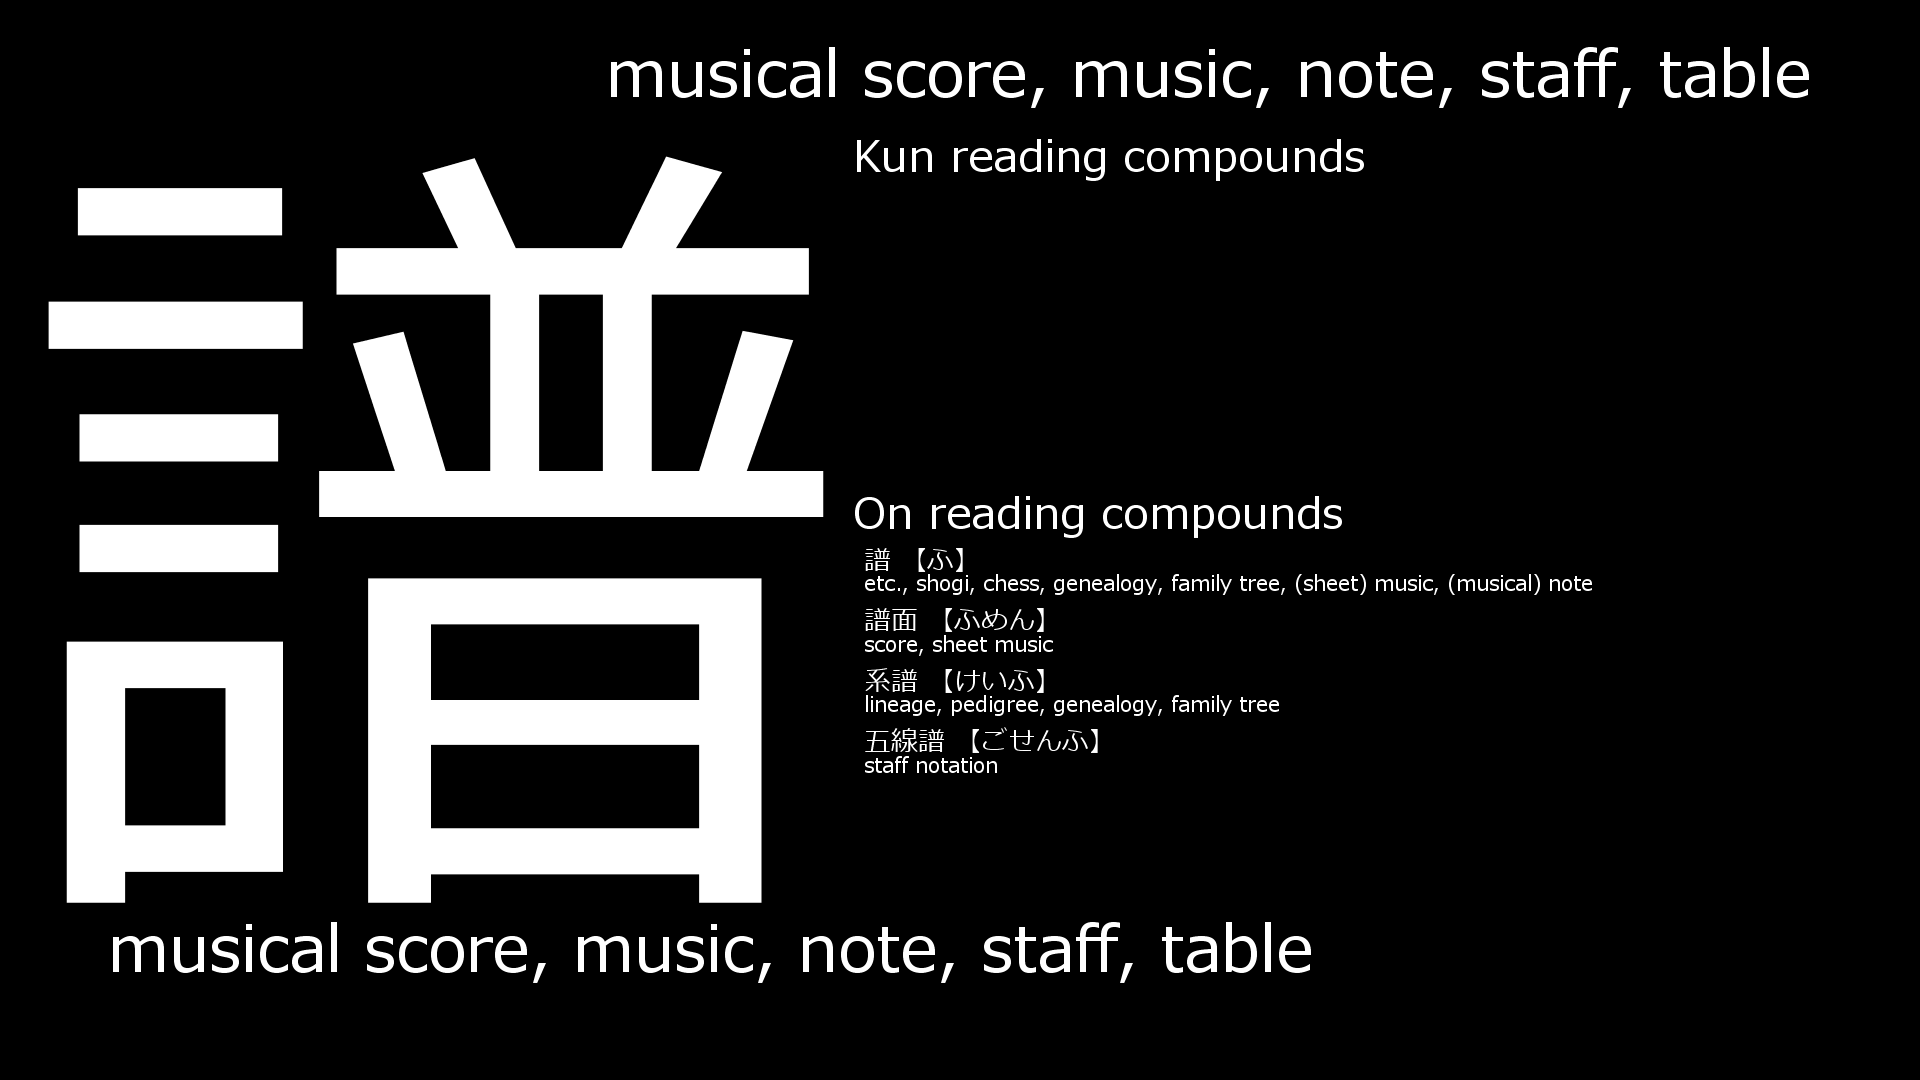 musical score, music, note, staff, table
譜
Kun reading compounds
On reading compounds
譜 【ふ】
etc., shogi, chess, genealogy, family tree, (sheet) music, (musical) note
譜面 【ふめん】
score, sheet music
系譜 【けいふ】
lineage, pedigree, genealogy, family tree
五線譜 【ごせんふ】
staff notation
musical score, music, note, staff, table